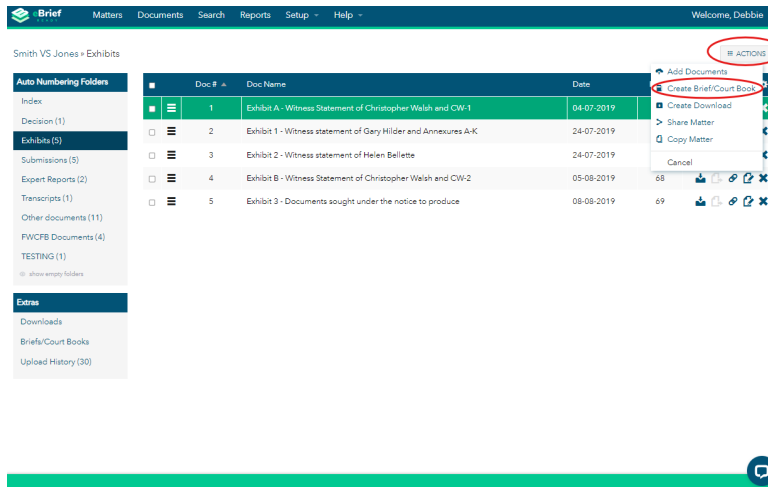 eBrief
READY
Matters Documents Search Reports Setup Help
Welcome, Debbie
Smith VS Jones » Exhibits
ACTIONS
Add Documents
Create Brief/Court Book
Create Download
Share Matter
Copy Matter
Cancel
Auto Numbering Folders
Index
Decision (1)
Exhibits (5)
Submissions (5)
Expert Reports (2)
Transcripts (1)
Other documents (11)
FWCFB Documents (4)
TESTING (1)
show empty folders
Extras
Downloads
Briefs/Court Books
Upload History (30)
Doc # Doc Name Date
1 Exhibit A - Witness Statement of Christopher Walsh and CW-1 04-07-2019
2 Exhibit 1 - Witness statement of Gary Hilder and Annexures A-K 24-07-2019
3 Exhibit 2 - Witness statement of Helen Bellette 24-07-2019
4 Exhibit B - Witness Statement of Christopher Walsh and CW-2 05-08-2019 68
5 Exhibit 3 - Documents sought under the notice to produce 08-08-2019 69